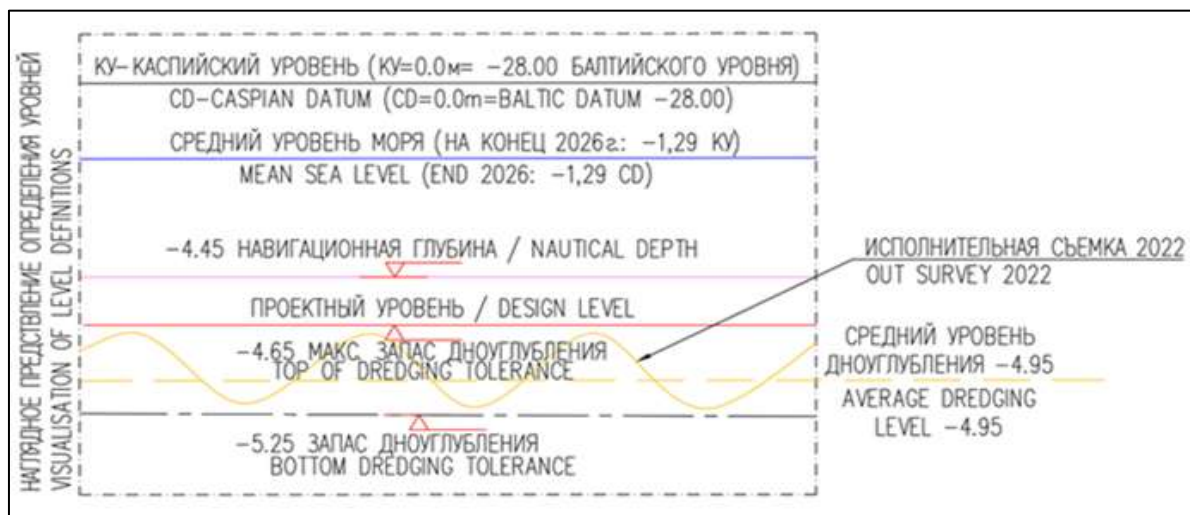 НАГЛЯДНОЕ ПРЕДСТВЛЕНИЕ ОПРЕДЕЛЕНИЯ УРОВНЕЙ
VISUALISATION OF LEVEL DEFINITIONS
КУ-КАСПИЙСКИЙ УРОВЕНЬ (КУ=0.0м= -28.00 БАЛТИЙСКОГО УРОВНЯ)
CD-CASPIAN DATUM (CD=0.0m=BALTIC DATUM -28.00)
СРЕДНИЙ УРОВЕНЬ МОРЯ (НА КОНЕЦ 2026г: -1,29 КУ)
MEAN SEA LEVEL (END 2026: -1,29 CD)
-4.45 НАВИГАЦИОННАЯ ГЛУБИНА / NAUTICAL DEPTH
ИСПОЛНИТЕЛЬНАЯ СЪЕМКА 2022
OUT SURVEY 2022
ПРОЕКТНЫЙ УРОВЕНЬ / DESIGN LEVEL
-4.65 МАКС ЗАПАС ДНОУГЛУБЛЕНИЯ
TOP OF DREDGING TOLERANCE
СРЕДНИЙ УРОВЕНЬ
ДНОУГЛУБЛЕНИЯ -4.95
AVERAGE DREDGING
LEVEL -4.95
-5.25 ЗАПАС ДНОУГЛУБЛЕНИЯ
BOTTOM DREDGING TOLERANCE